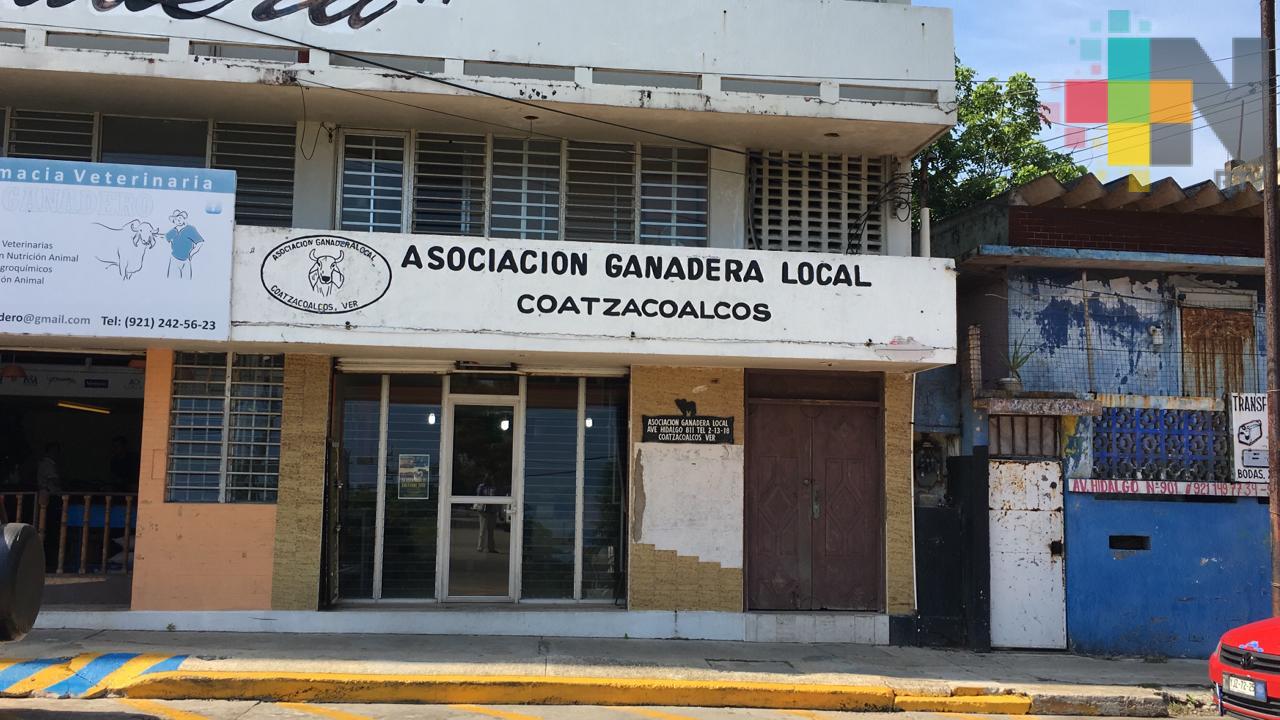 macia Veterinaria
GANADERO
Veterinarias
n Nutrición Animal
groquímicos
ón Animal
dero@gmail.com Tel: (921) 242-56-23
ASOCIACION GANADERA LOCAL
COATZACOALCOS, VER.
ASOCIACION GANADERA LOCAL
COATZACOALCOS
ASOCIACION GANADERA LOCAL
AVE HIDALGO 811 TEL 2-13-18
COATZACOALCOS VER
TRANSF
BODAS,
AV. HIDALGO Nº 901
N